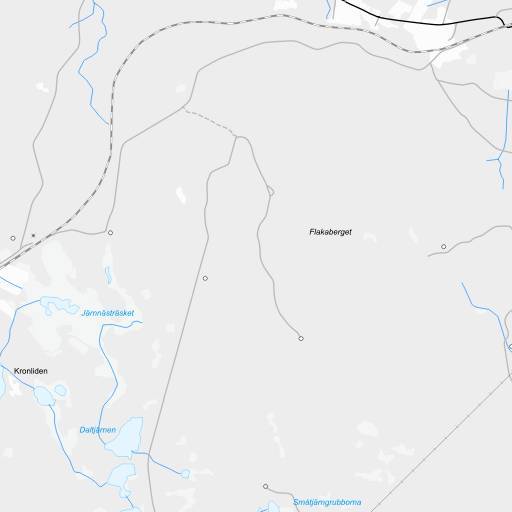 Flakaberget
Jämnästräsket
Kronliden
Daltjärnen
Småtjärngrubborna